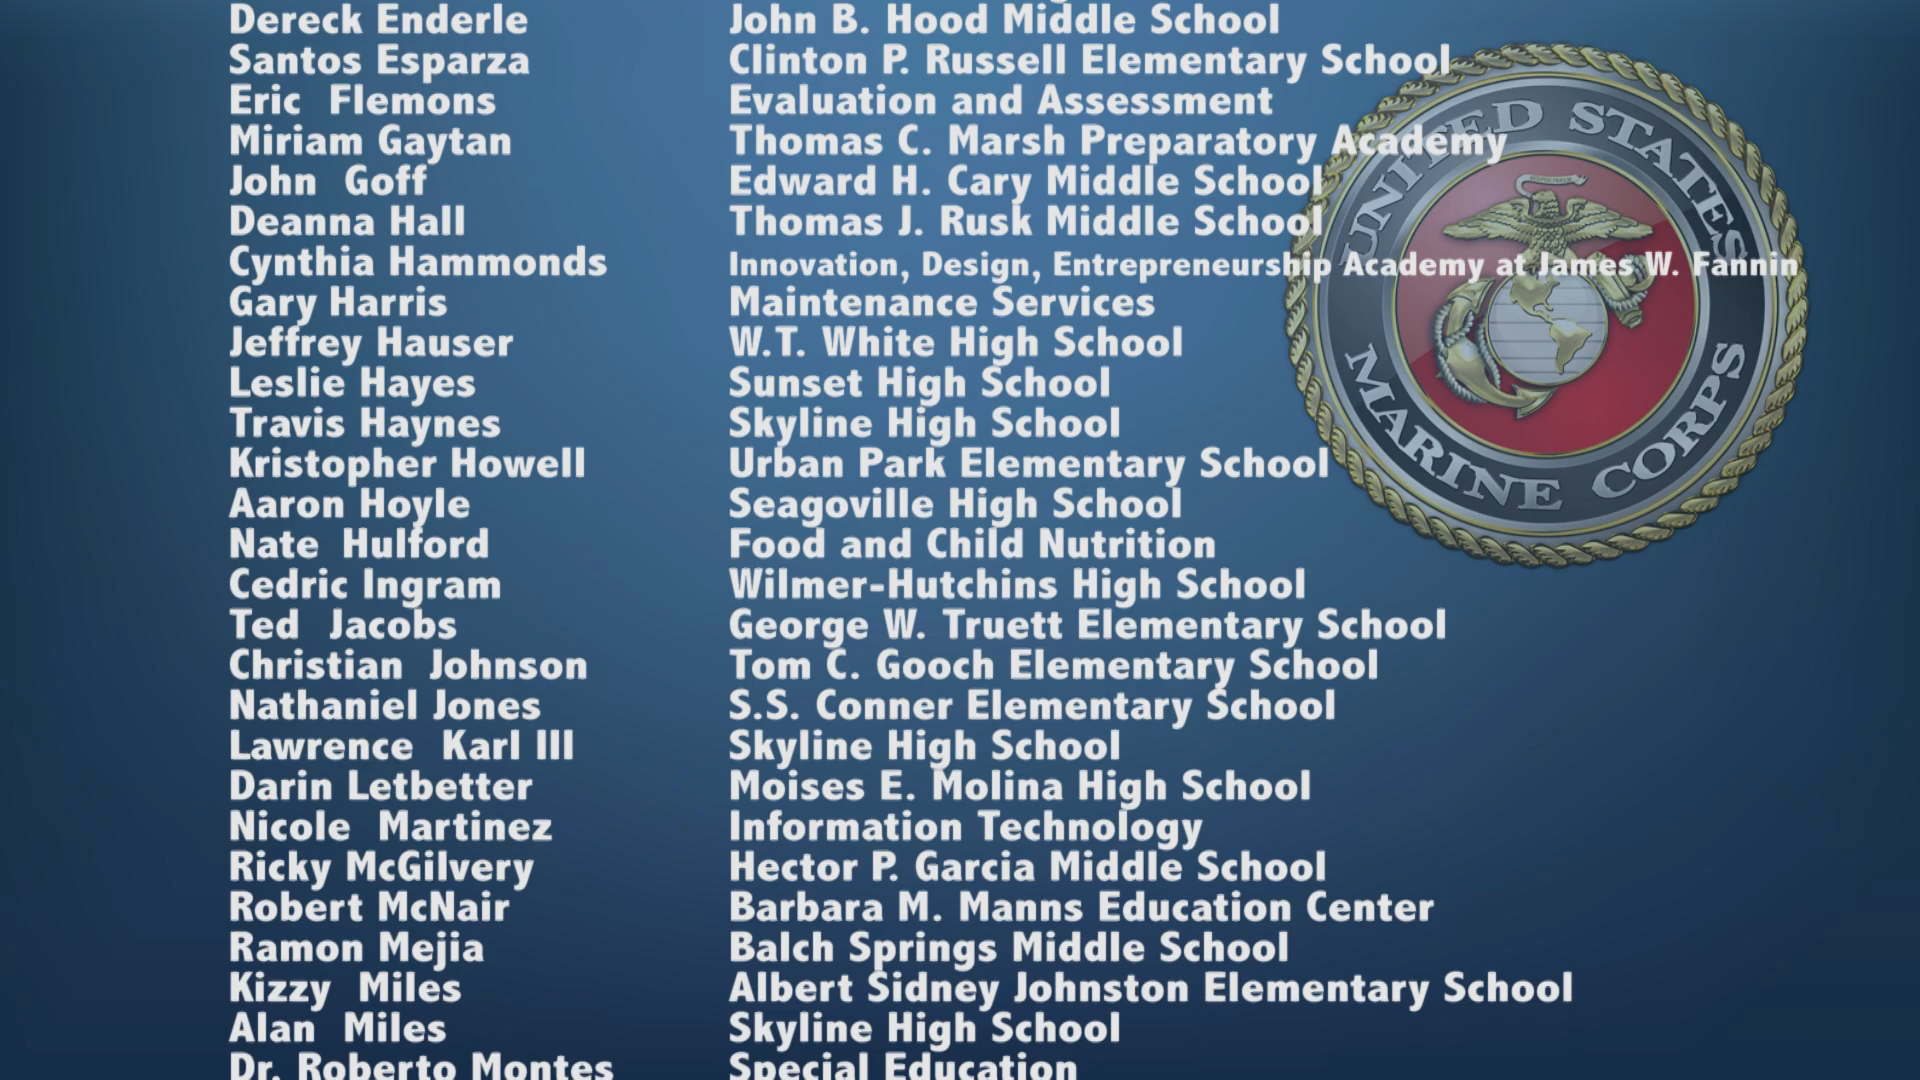 Dereck Enderle John B. Hood Middle School
Santos Esparza Clinton P. Russell Elementary School
Eric Flemons Evaluation and Assessment
Miriam Gaytan Thomas C. Marsh Preparatory Academy
John Goff Edward H. Cary Middle School
Deanna Hall Thomas J. Rusk Middle School
Cynthia Hammonds Innovation, Design, Entrepreneurship Academy at James W. Fannin
Gary Harris Maintenance Services
Jeffrey Hauser W.T. White High School
Leslie Hayes Sunset High School
Travis Haynes Skyline High School
Kristopher Howell Urban Park Elementary School
Aaron Hoyle Seagoville High School
Nate Hulford Food and Child Nutrition
Cedric Ingram Wilmer-Hutchins High School
Ted Jacobs George W. Truett Elementary School
Christian Johnson Tom C. Gooch Elementary School
Nathaniel Jones S.S. Conner Elementary School
Lawrence Karl III Skyline High School
Darin Letbetter Moises E. Molina High School
Nicole Martinez Information Technology
Ricky McGilvery Hector P. Garcia Middle School
Robert McNair Barbara M. Manns Education Center
Ramon Mejia Balch Springs Middle School
Kizzy Miles Albert Sidney Johnston Elementary School
Alan Miles Skyline High School
Dr. Roberto Montes Special Education
UNITED STATES
MARINE CORPS